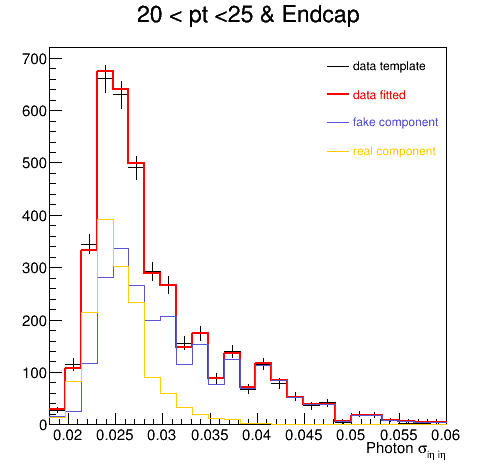 20 < pt <25 & Endcap
700
600
500
400
300
200
100
0
data template
data fitted
fake component
real component
0.02 0.025 0.03 0.035 0.04 0.045 0.05 0.055 0.06
Photon σiη iη